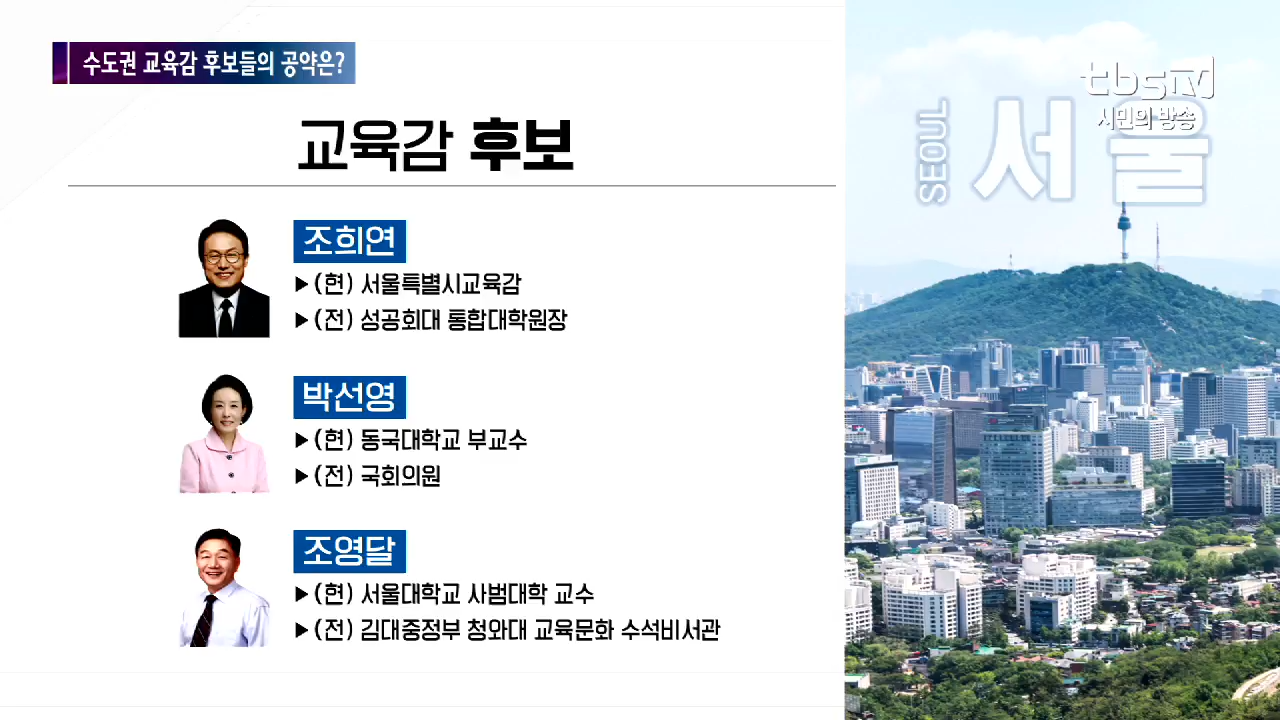 수도권 교육감 후보들의 공약은?
교육감 후보
조희연
▶(현) 서울특별시교육감
▶(전) 성공회대 통합대학원장
박선영
▶(현) 동국대학교 부교수
▶(전) 국회의원
조영달
▶(현) 서울대학교 사범대학 교수
▶(전) 김대중정부 청와대 교육문화 수석비서관
tbs TV
시민의 방송
SEOUL
서울